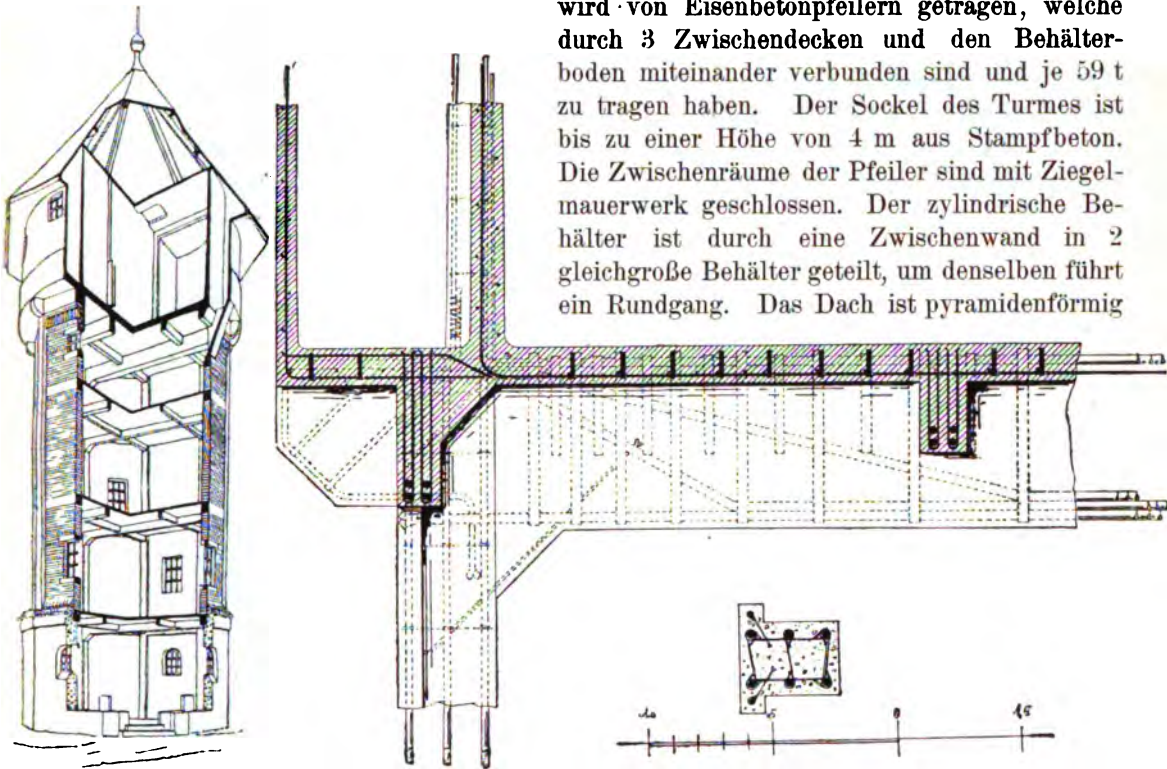 wird von Eisenbetonpfeilern getragen, welche
durch 3 Zwischendecken und den Behälter-
boden miteinander verbunden sind und je 59 t
zu tragen haben. Der Sockel des Turmes ist
bis zu einer Höhe von 4 m aus Stampfbeton.
Die Zwischenräume der Pfeiler sind mit Ziegel-
mauerwerk geschlossen. Der zylindrische Be-
hälter ist durch eine Zwischenwand in 2
gleichgroße Behälter geteilt, um denselben führt
ein Rundgang. Das Dach ist pyramidenförmig